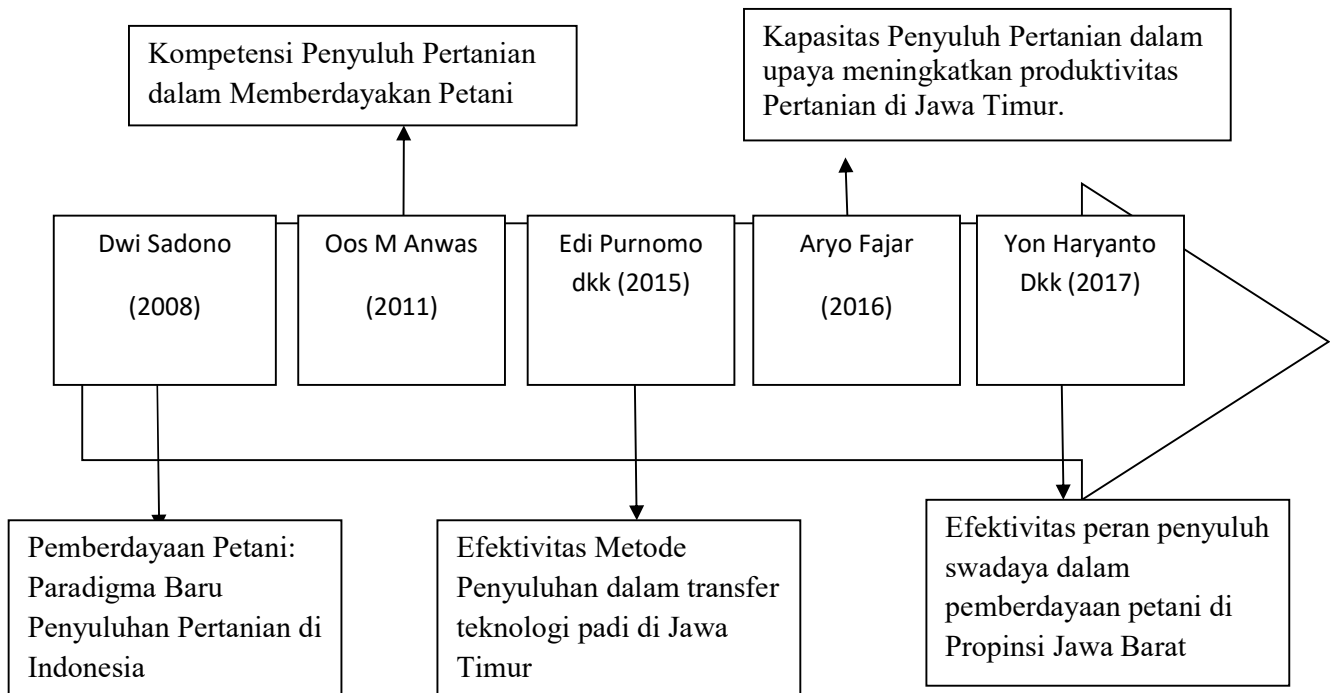 Kompetensi Penyuluh Pertanian
dalam Memberdayakan Petani
Kapasitas Penyuluh Pertanian dalam
upaya meningkatkan produktivitas
Pertanian di Jawa Timur.
Dwi Sadono
(2008)
Oos M Anwas
(2011)
Edi Purnomo
dkk (2015)
Aryo Fajar
(2016)
Yon Haryanto
Dkk (2017)
Pemberdayaan Petani:
Paradigma Baru
Penyuluhan Pertanian di
Indonesia
Efektivitas Metode
Penyuluhan dalam transfer
teknologi padi di Jawa
Timur
Efektivitas peran penyuluh
swadaya dalam
pemberdayaan petani di
Propinsi Jawa Barat